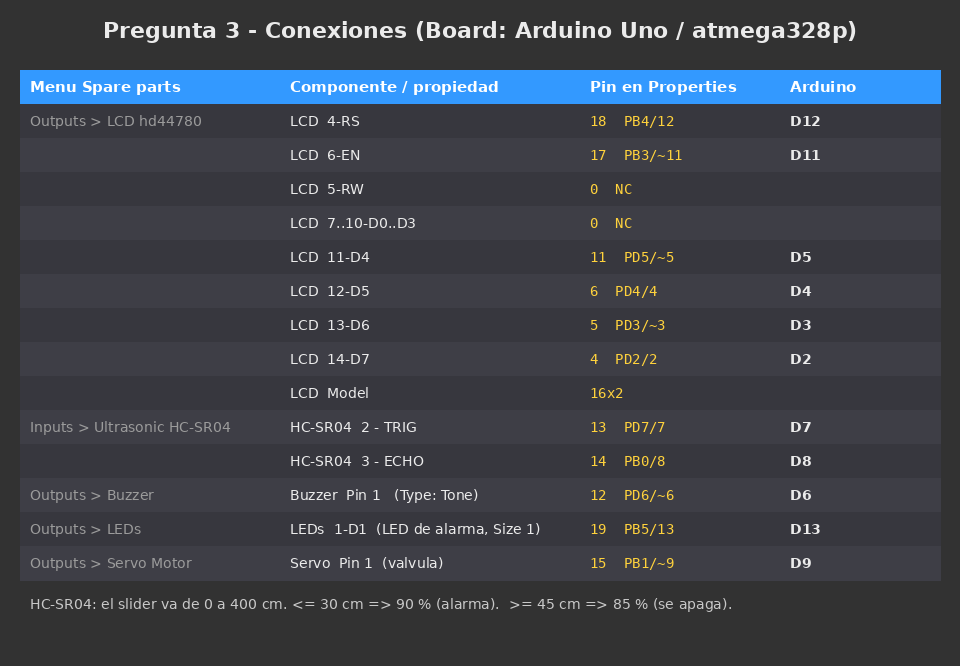 Pregunta 3 - Conexiones (Board: Arduino Uno / atmega328p)
Menu Spare parts Componente / propiedad Pin en Properties Arduino
Outputs > LCD hd44780 LCD 4-RS 18 PB4/12 D12
LCD 6-EN 17 PB3/~11 D11
LCD 5-RW 0 NC
LCD 7..10-D0..D3 0 NC
LCD 11-D4 11 PD5/~5 D5
LCD 12-D5 6 PD4/4 D4
LCD 13-D6 5 PD3/~3 D3
LCD 14-D7 4 PD2/2 D2
LCD Model 16x2
Inputs > Ultrasonic HC-SR04 HC-SR04 2 - TRIG 13 PD7/7 D7
HC-SR04 3 - ECHO 14 PB0/8 D8
Outputs > Buzzer Buzzer Pin 1 (Type: Tone) 12 PD6/~6 D6
Outputs > LEDs LEDs 1-D1 (LED de alarma, Size 1) 19 PB5/13 D13
Outputs > Servo Motor Servo Pin 1 (valvula) 15 PB1/~9 D9
HC-SR04: el slider va de 0 a 400 cm. <= 30 cm => 90 % (alarma). >= 45 cm => 85 % (se apaga).